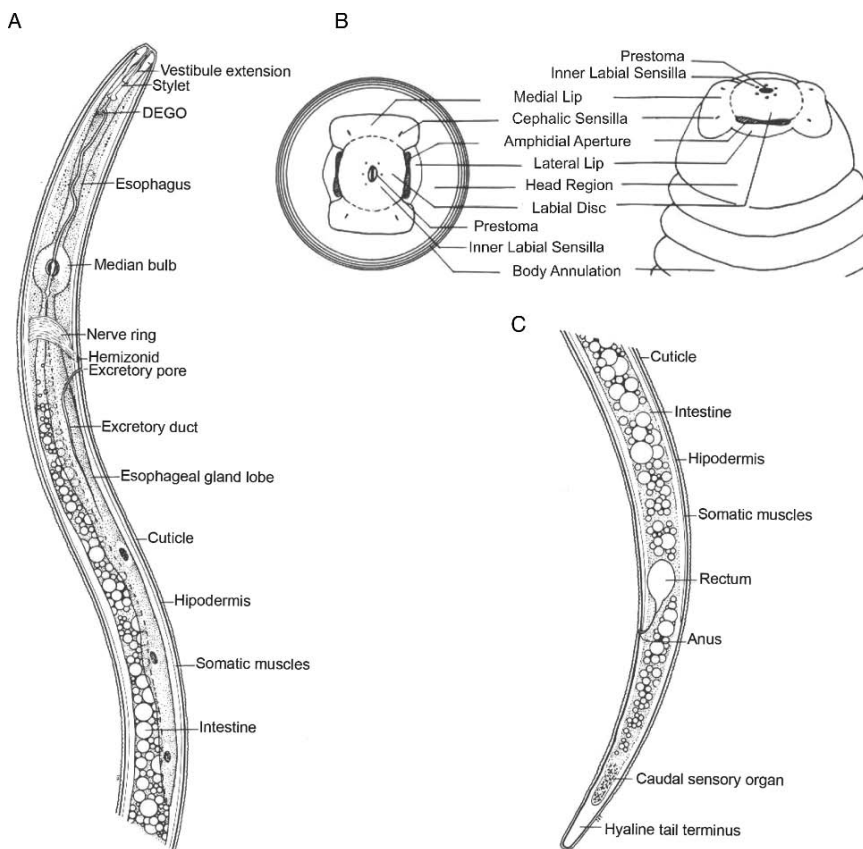 A
Vestibule extension
Stylet
DEGO
Esophagus
Median bulb
Nerve ring
Hemizonid
Excretory pore
Excretory duct
Esophageal gland lobe
Cuticle
Hipodermis
Somatic muscles
Intestine
B
Prestoma
Inner Labial Sensilla
Medial Lip
Cephalic Sensilla
Amphidial Aperture
Lateral Lip
Head Region
Labial Disc
Prestoma
Inner Labial Sensilla
Body Annulation
C
Cuticle
Intestine
Hipodermis
Somatic muscles
Rectum
Anus
Caudal sensory organ
Hyaline tail terminus